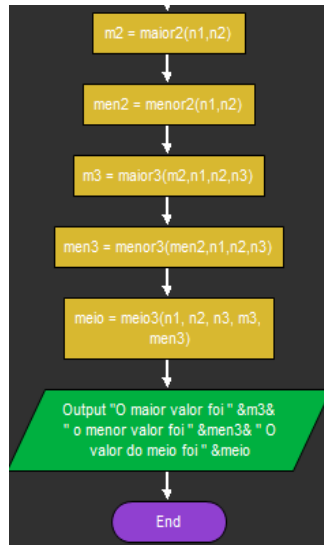 m2 = maior2(n1,n2)
men2 = menor2(n1,n2)
m3 = maior3(m2,n1,n2,n3)
men3 = menor3(men2,n1,n2,n3)
meio = meio3(n1, n2, n3, m3,
men3)
Output "O maior valor foi " &m3&
" o menor valor foi " &men3& " O
valor do meio foi " &meio
End